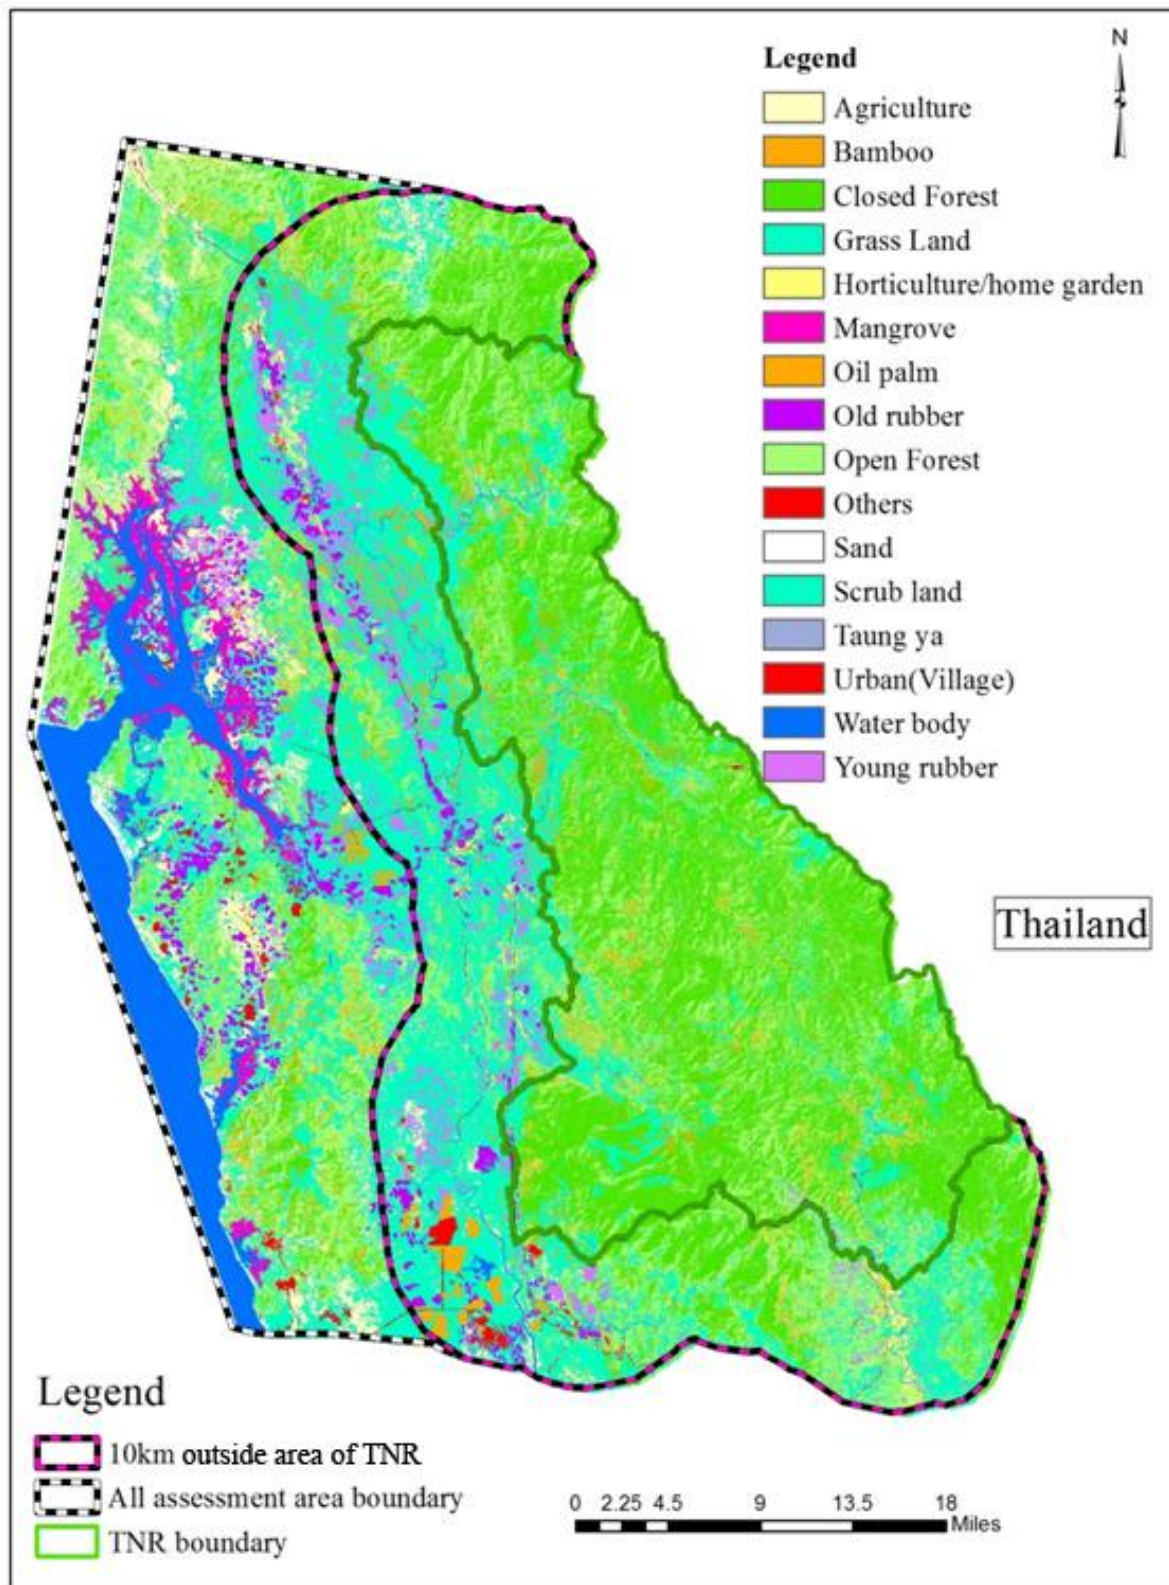 N
Legend
Agriculture
Bamboo
Closed Forest
Grass Land
Horticulture/home garden
Mangrove
Oil palm
Old rubber
Open Forest
Others
Sand
Scrub land
Taung ya
Urban(Village)
Water body
Young rubber
Thailand
Legend
10km outside area of TNR
All assessment area boundary
TNR boundary
0 2.25 4.5 9 13.5 18
Miles